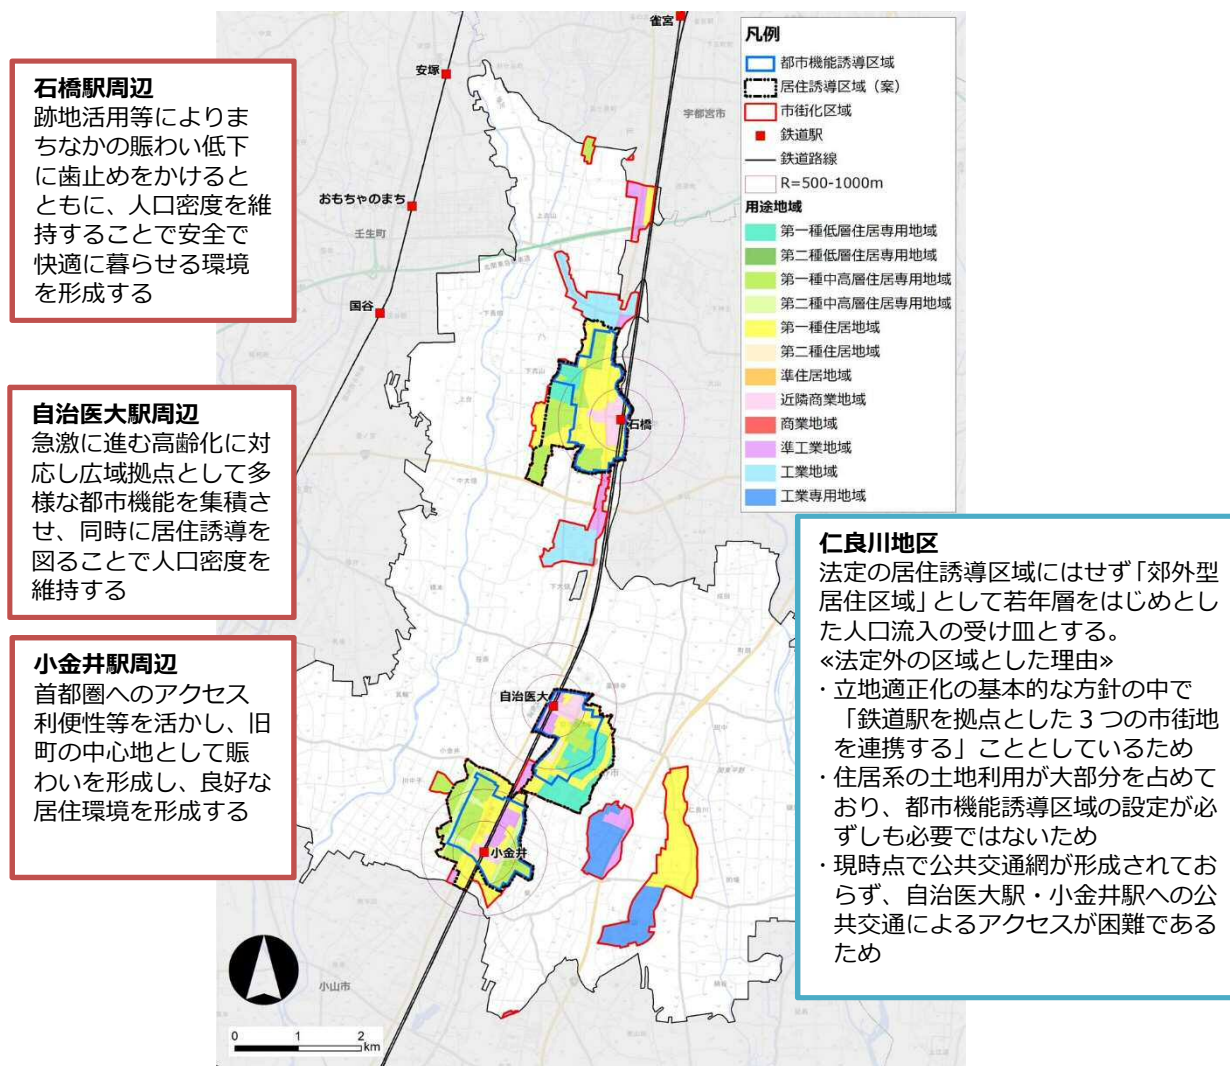 石橋駅周辺
跡地活用等によりま
ちなかの賑わい低下
に歯止めをかけると
ともに、人口密度を維
持することで安全で
快適に暮らせる環境
を形成する
自治医大駅周辺
急激に進む高齢化に対
応し広域拠点として多
様な都市機能を集積さ
せ、同時に居住誘導を
図ることで人口密度を
維持する
小金井駅周辺
首都圏へのアクセス
利便性等を活かし、旧
町の中心地として賑
わいを形成し、良好な
居住環境を形成する
雀宮
安塚
宇都宮市
おもちゃのまち
壬生町
国谷
石橋
自治医大
小金井
仁良川
小山市
0 1 2
km
凡例
都市機能誘導区域
居住誘導区域（案）
市街化区域
鉄道駅
鉄道路線
R=500-1000m
用途地域
第一種低層住居専用地域
第二種低層住居専用地域
第一種中高層住居専用地域
第二種中高層住居専用地域
第一種住居地域
第二種住居地域
準住居地域
近隣商業地域
商業地域
準工業地域
工業地域
工業専用地域
仁良川地区
法定の居住誘導区域にはせず「郊外型
居住区域」として若年層をはじめとし
た人口流入の受け皿とする。
≪法定外の区域とした理由≫
・立地適正化の基本的な方針の中で
「鉄道駅を拠点とした３つの市街地
を連携する」こととしているため
・住居系の土地利用が大部分を占めて
おり、都市機能誘導区域の設定が必
ずしも必要ではないため
・現時点で公共交通網が形成されてお
らず、自治医大駅・小金井駅への公
共交通によるアクセスが困難である
ため